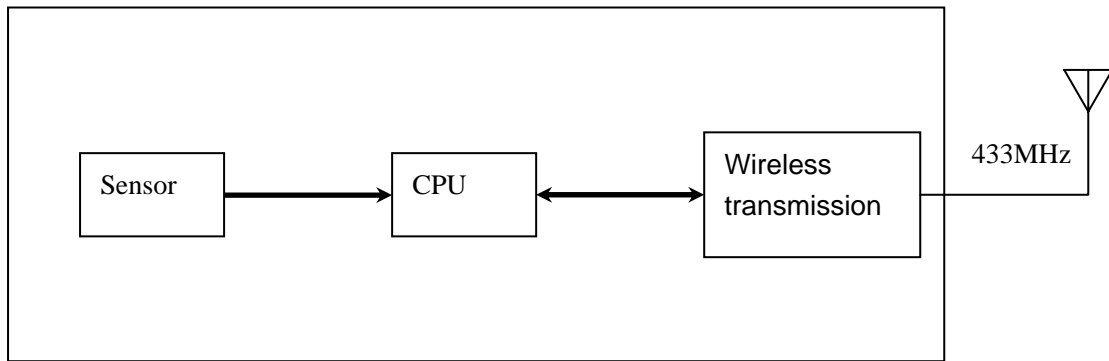 Sensor
CPU
Wireless
transmission
433MHz